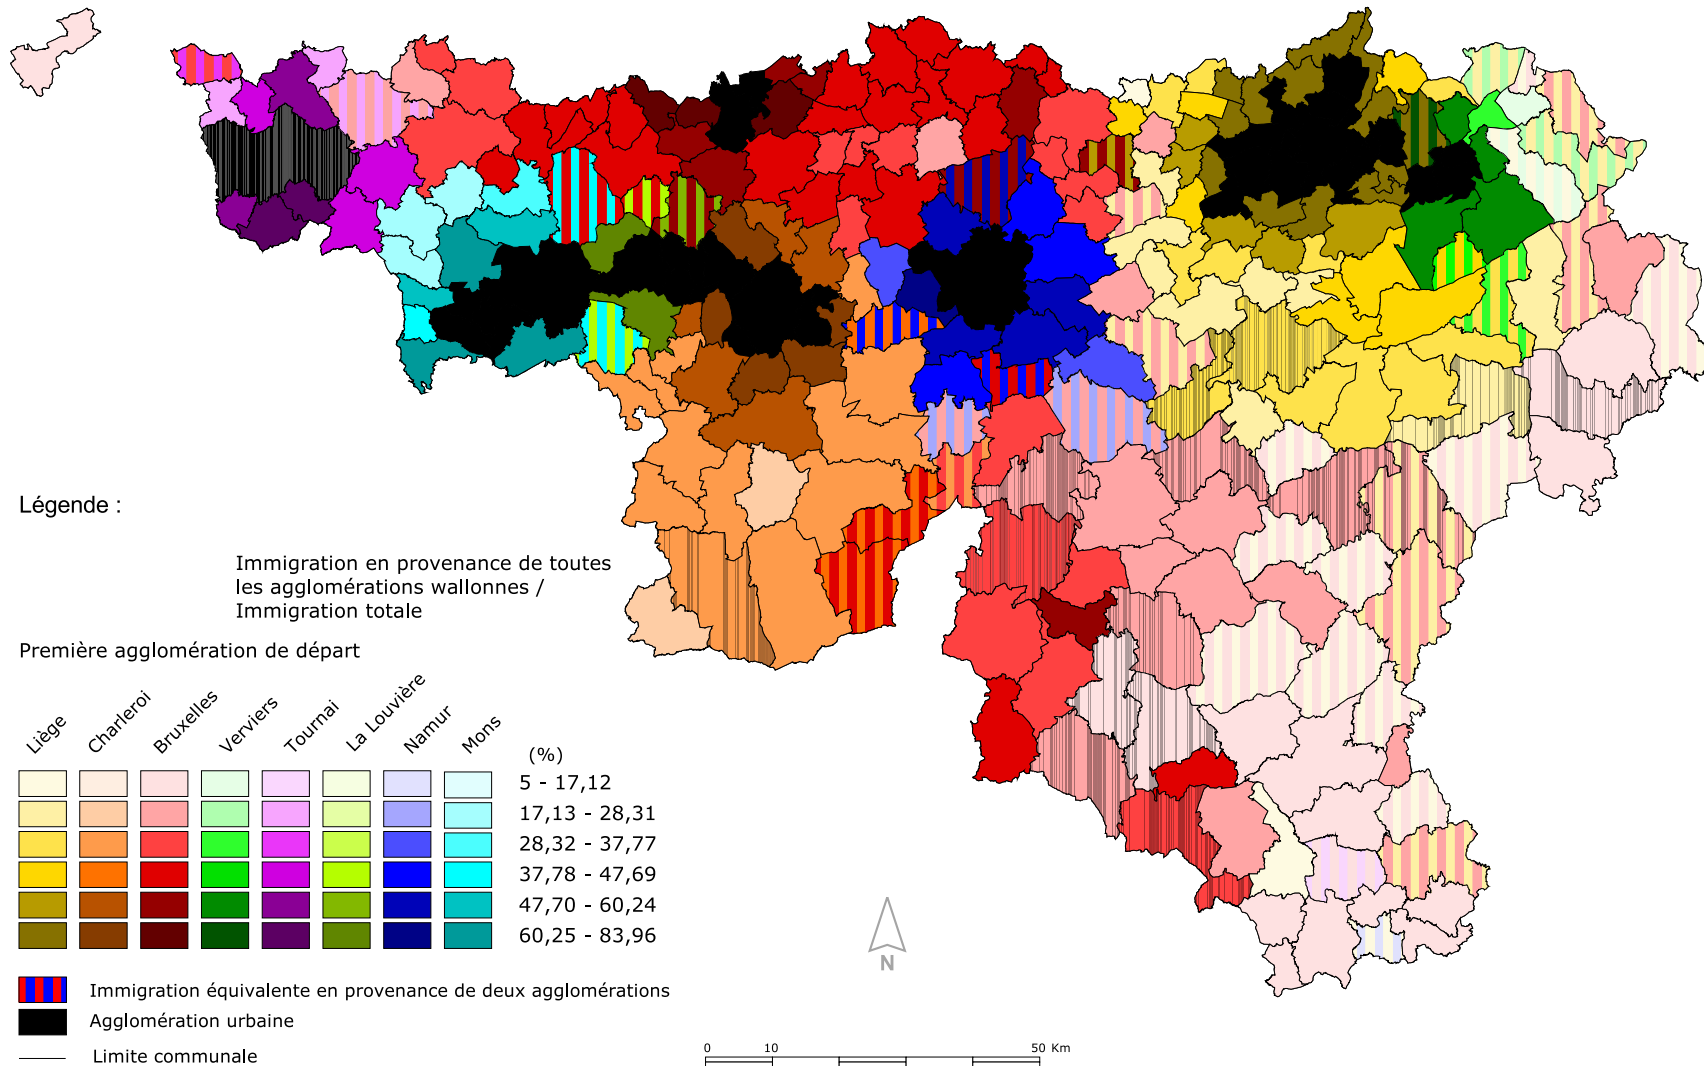 Légende :
Immigration en provenance de toutes
les agglomérations wallonnes /
Immigration totale
Première agglomération de départ
Liège Charleroi Bruxelles Verviers Tournai La Louvière Namur Mons
(%)
5 - 17,12
17,13 - 28,31
28,32 - 37,77
37,78 - 47,69
47,70 - 60,24
60,25 - 83,96
Immigration équivalente en provenance de deux agglomérations
Agglomération urbaine
Limite communale
N
0 10 50 Km